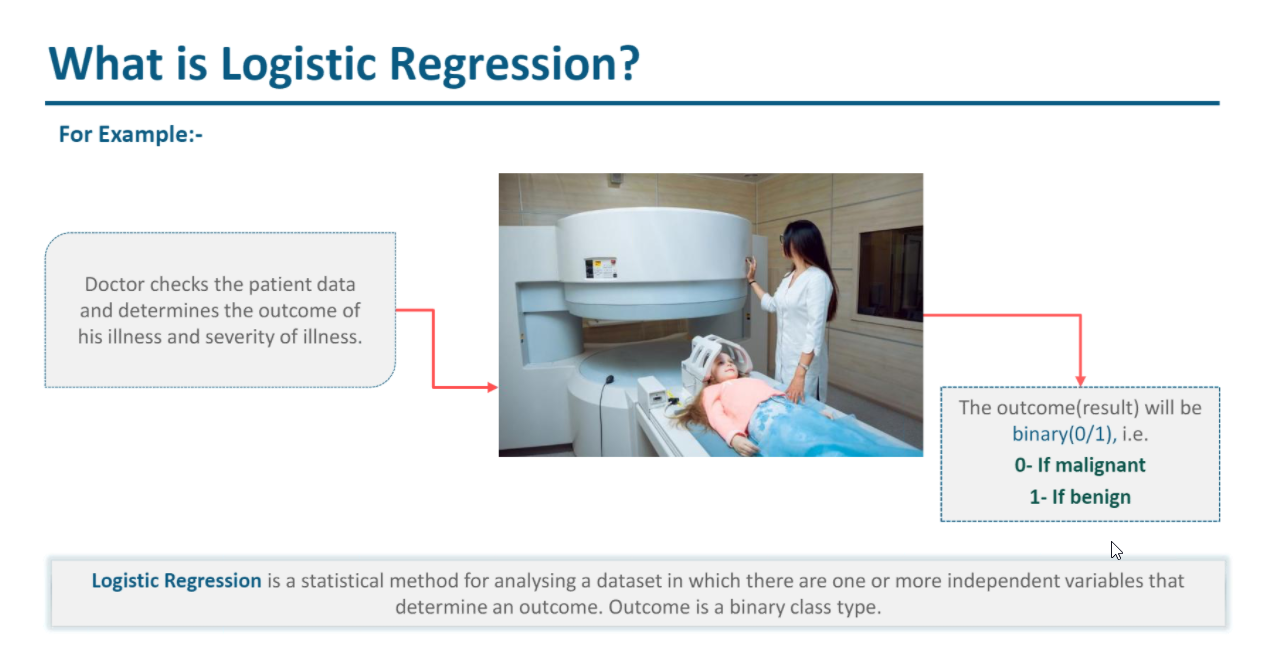 What is Logistic Regression?
For Example:-
Doctor checks the patient data
and determines the outcome of
his illness and severity of illness.
The outcome(result) will be
binary(0/1), i.e.
0- If malignant
1- If benign
Logistic Regression is a statistical method for analysing a dataset in which there are one or more independent variables that
determine an outcome. Outcome is a binary class type.